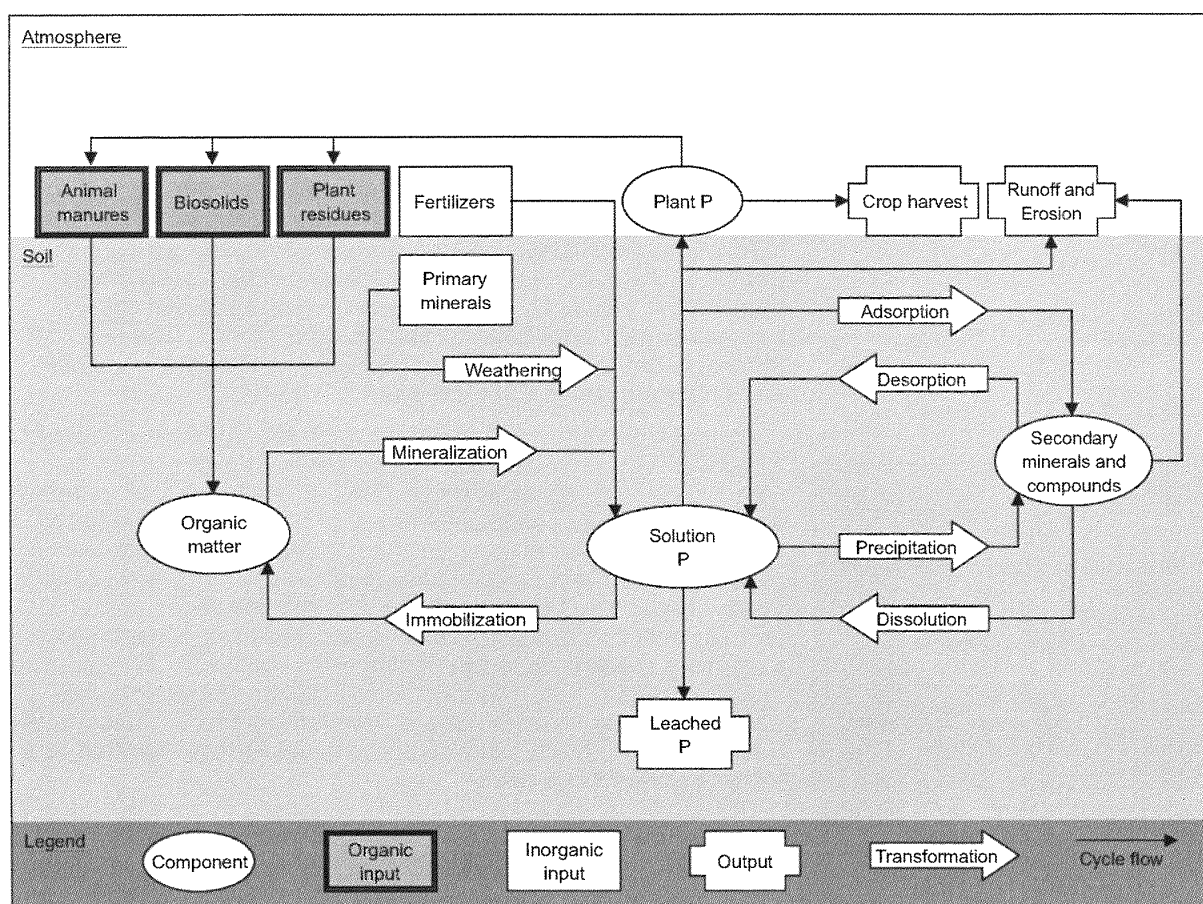 Atmosphere
Animal
manures
Biosolids
Plant
residues
Fertilizers
Plant P
Crop harvest
Runoff and
Erosion
Soil
Primary
minerals
Adsorption
Weathering
Desorption
Mineralization
Secondary
minerals and
compounds
Organic
matter
Solution
P
Precipitation
Immobilization
Dissolution
Leached
P
Legend
Component
Organic
input
Inorganic
input
Output
Transformation
Cycle flow